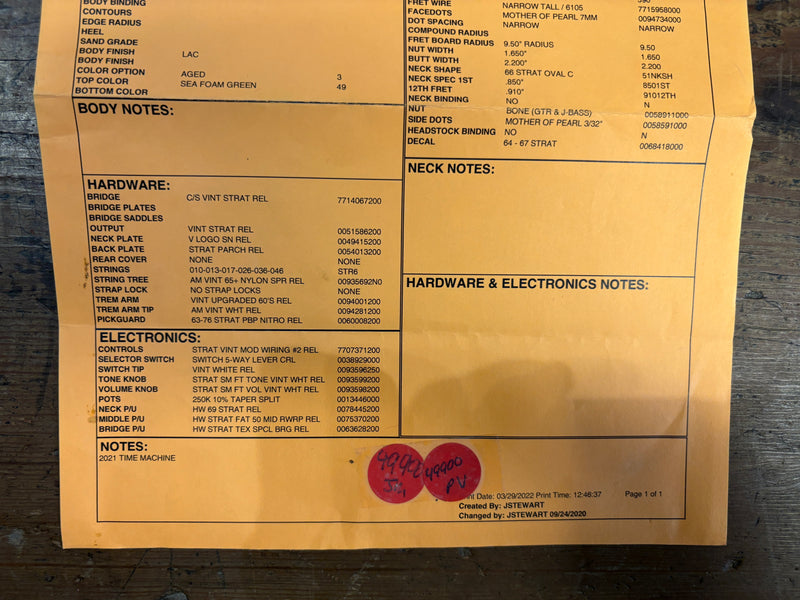 BODY BINDING
CONTOURS
EDGE RADIUS
HEEL
SAND GRADE
BODY FINISH LAC
BODY FINISH
COLOR OPTION AGED 3
TOP COLOR SEA FOAM GREEN 49
BOTTOM COLOR
BODY NOTES:
HARDWARE:
BRIDGE C/S VINT STRAT REL 7714067200
BRIDGE PLATES
BRIDGE SADDLES
OUTPUT VINT STRAT REL 0051586200
NECK PLATE V LOGO SN REL 0049415200
BACK PLATE STRAT PARCH REL 0054013200
REAR COVER NONE NONE
STRINGS 010-013-017-026-036-046 STR6
STRING TREE AM VINT 65+ NYLON SPR REL 00935692N0
STRAP LOCK NO STRAP LOCKS NONE
TREM ARM VINT UPGRADED 60'S REL 0094001200
TREM ARM TIP AM VINT WHT REL 0094281200
PICKGUARD 63-76 STRAT PBP NITRO REL 0060008200
ELECTRONICS:
CONTROLS STRAT VINT MOD WIRING #2 REL 7707371200
SELECTOR SWITCH SWITCH 5-WAY LEVER CRL 0038929000
SWITCH TIP VINT WHITE REL 0093596250
TONE KNOB STRAT SM FT TONE VINT WHT REL 0093599200
VOLUME KNOB STRAT SM FT VOL VINT WHT REL 0093598200
POTS 250K 10% TAPER SPLIT 0013446000
NECK P/U HW 69 STRAT REL 0078445200
MIDDLE P/U HW STRAT FAT 50 MID RWRP REL 0075370200
BRIDGE P/U HW STRAT TEX SPCL BRG REL 0063628200
FRET WIRE NARROW TALL / 6105
FACEDOTS MOTHER OF PEARL 7MM 7715958000
DOT SPACING NARROW 0094734000
COMPOUND RADIUS NARROW
FRET BOARD RADIUS 9.50" RADIUS 9.50
NUT WIDTH 1.650" 1.650
BUTT WIDTH 2.200" 2.200
NECK SHAPE 66 STRAT OVAL C 51NKSH
NECK SPEC 1ST .850" 8501ST
12TH FRET .910" 91012TH
NECK BINDING NO N
NUT BONE (GTR & J-BASS) 0058911000
SIDE DOTS MOTHER OF PEARL 3/32" 0058591000
HEADSTOCK BINDING NO N
DECAL 64 - 67 STRAT 0068418000
NECK NOTES:
HARDWARE & ELECTRONICS NOTES:
NOTES:
2021 TIME MACHINE
49900
PV
Print Date: 03/29/2022 Print Time: 12:46:37 Page 1 of 1
Created By: JSTEWART
Changed by: JSTEWART 09/24/2020